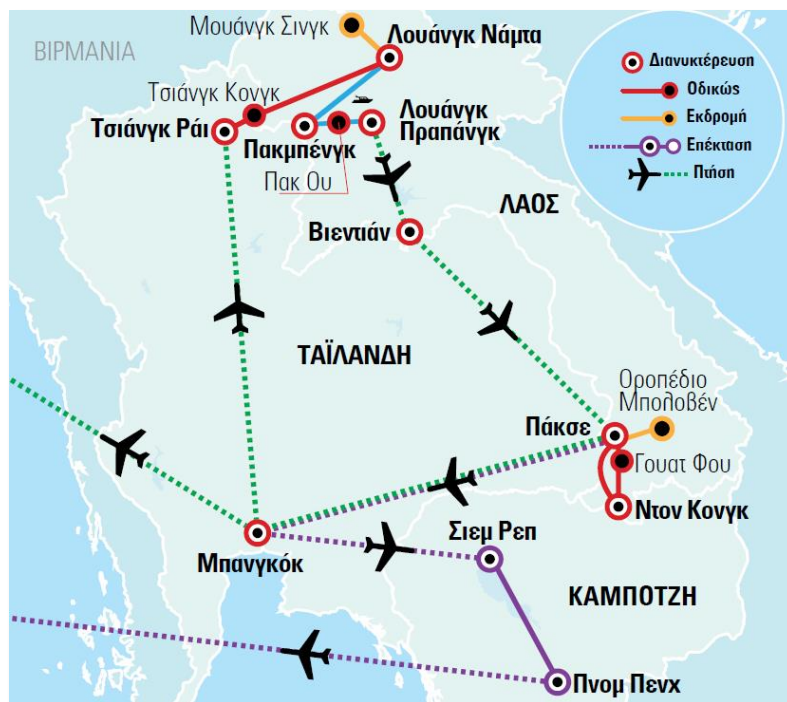 ΒΙΡΜΑΝΙΑ
Μουάνγκ Σινγκ
Λουάνγκ Νάμτα
Τσιάνγκ Κονγκ
Τσιάνγκ Ράι
Πακμπένγκ
Λουάνγκ
Πραπάνγκ
Πακ Ου
Βιεντιάν
ΛΑΟΣ
ΤΑΪΛΑΝΔΗ
Οροπέδιο
Μπολοβέν
Πάκσε
Γουατ Φου
Ντον Κονγκ
Μπανγκόκ
Σιεμ Ρεπ
ΚΑΜΠΟΤΖΗ
Πνομ Πενχ
Διανυκτέρευση
Οδικώς
Εκδρομή
Επέκταση
Πτήση